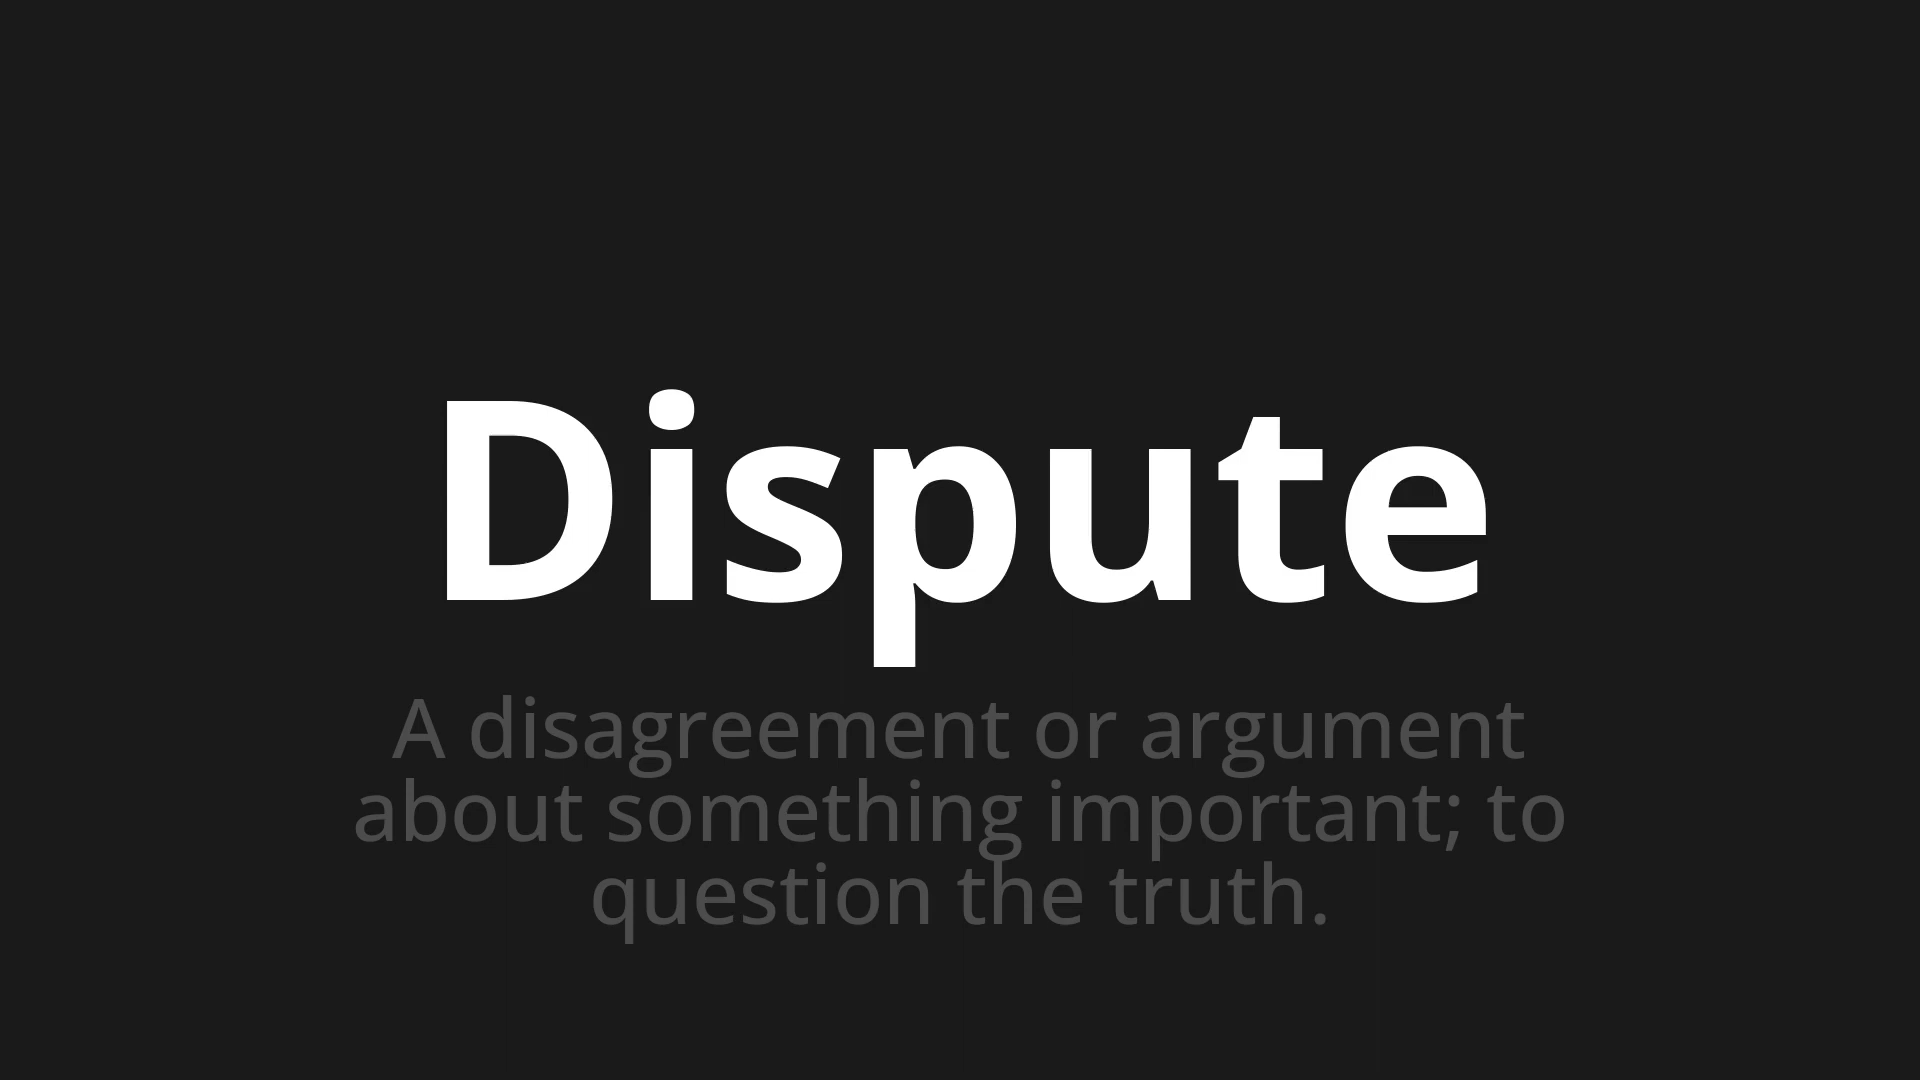 Dispute
A disagreement or argument
about something important; to
question the truth.